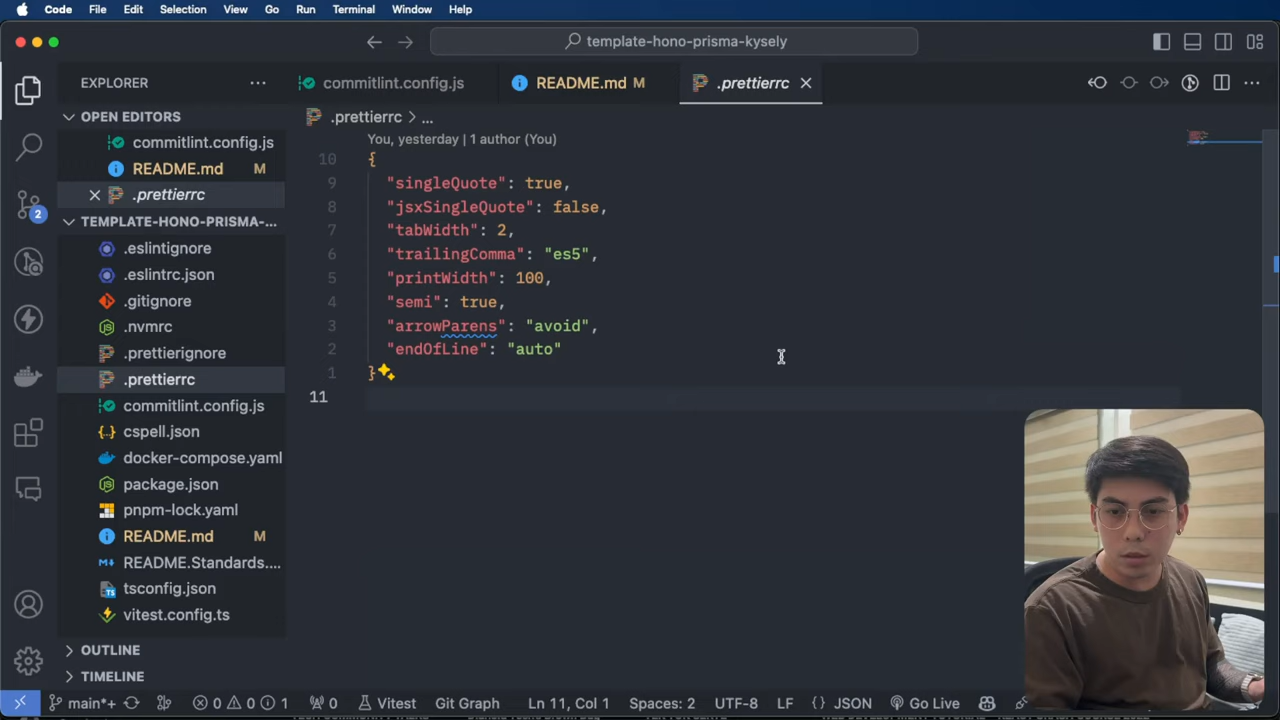 Code File Edit Selection View Go Run Terminal Window Help
template-hono-prisma-kysely
EXPLORER
commitlint.config.js
README.md M
.prettierrc
OPEN EDITORS
commitlint.config.js
README.md M
.prettierrc
TEMPLATE-HONO-PRISMA-...
.eslintignore
.eslintrc.json
.gitignore
.nvmrc
.prettierignore
.prettierrc
commitlint.config.js
cspell.json
docker-compose.yaml
package.json
pnpm-lock.yaml
README.md M
README.Standards....
tsconfig.json
vitest.config.ts
OUTLINE
TIMELINE
2
.prettierrc > ...
You, yesterday | 1 author (You)
10 {
9 "singleQuote": true,
8 "jsxSingleQuote": false,
7 "tabWidth": 2,
6 "trailingComma": "es5",
5 "printWidth": 100,
4 "semi": true,
3 "arrowParens": "avoid",
2 "endOfLine": "auto"
1 }
11
main*+ 0 0 1 0 Vitest Git Graph Ln 11, Col 1 Spaces: 2 UTF-8 LF {} JSON Go Live